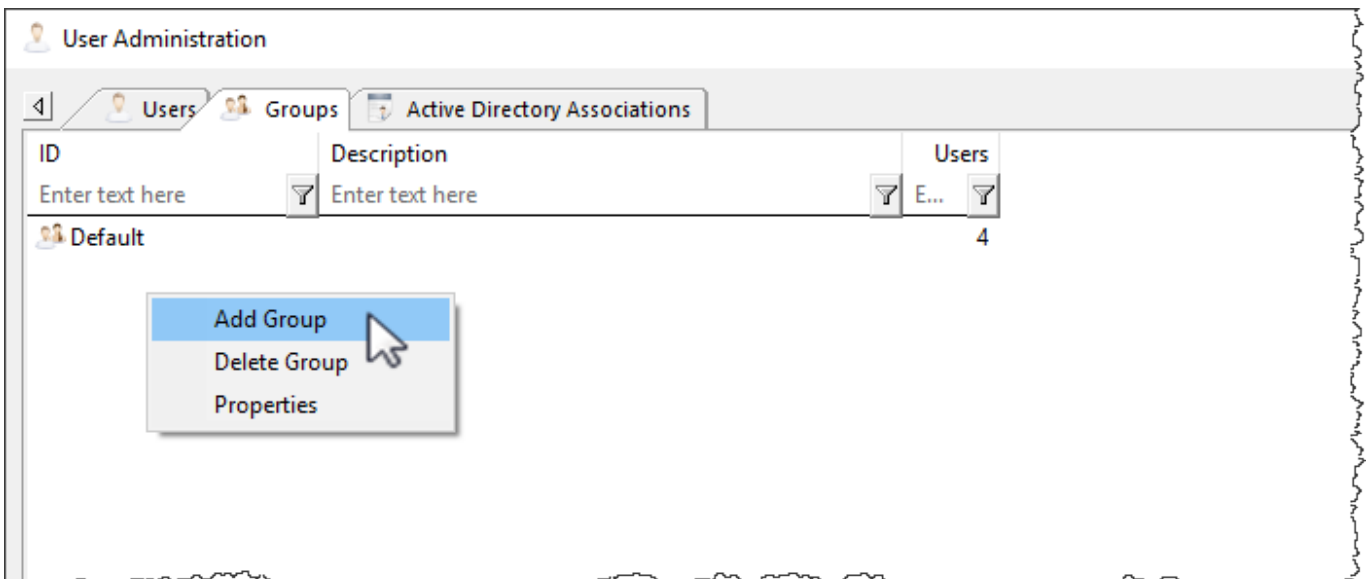 User Administration
Users Groups Active Directory Associations
ID Description Users
Enter text here Enter text here E...
Default 4
Add Group
Delete Group
Properties